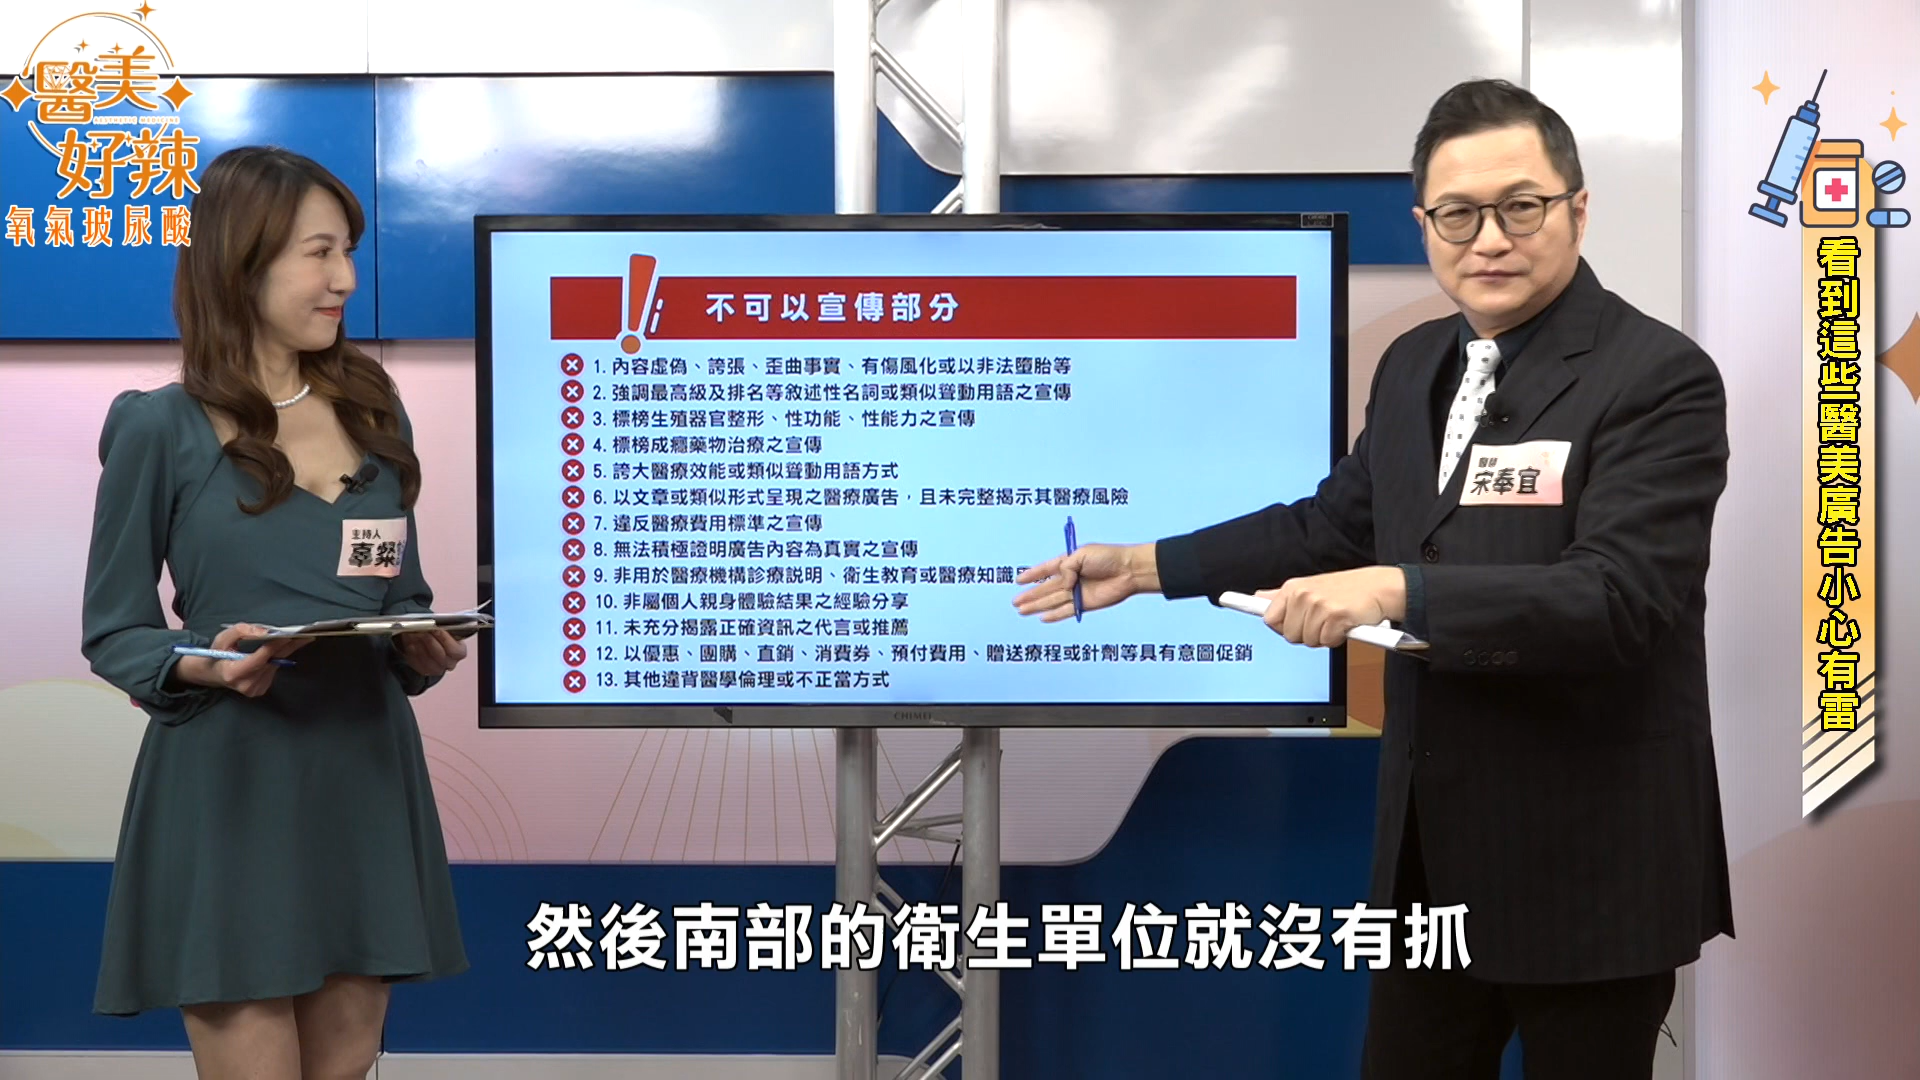 醫美
AESTHETIC MEDICINE
好辣
氧氣玻尿酸
CHIMEI
不可以宣傳部分
1. 內容虛偽、誇張、歪曲事實、有傷風化或以非法墮胎等
2. 強調最高級及排名等敘述性名詞或類似聳動用語之宣傳
3. 標榜生殖器官整形、性功能、性能力之宣傳
4. 標榜成癮藥物治療之宣傳
5. 誇大醫療效能或類似聳動用語方式
6. 以文章或類似形式呈現之醫療廣告，且未完整揭示其醫療風險
7. 違反醫療費用標準之宣傳
8. 無法積極證明廣告內容為真實之宣傳
9. 非用於醫療機構診療説明、衛生教育或醫療知識
10. 非屬個人親身體驗結果之經驗分享
11. 未充分揭露正確資訊之代言或推薦
12. 以優惠、團購、直銷、消費券、預付費用、贈送療程或針劑等具有意圖促銷
13. 其他違背醫學倫理或不正當方式
CHIMEI
主持人
醫師
宋奉宜
看到這些醫美廣告小心有雷
然後南部的衛生單位就沒有抓